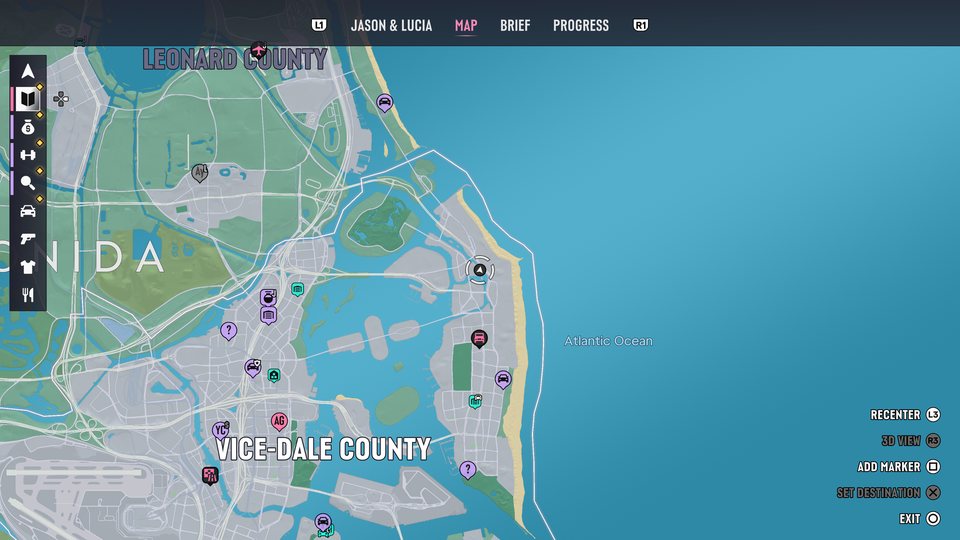 L1 JASON & LUCIA MAP BRIEF PROGRESS R1
LEONARD COUNTY
NIDA
Atlantic Ocean
?
AG
YC
VICE-DALE COUNTY
?
RECENTER L3
3D VIEW R3
ADD MARKER
SET DESTINATION
EXIT